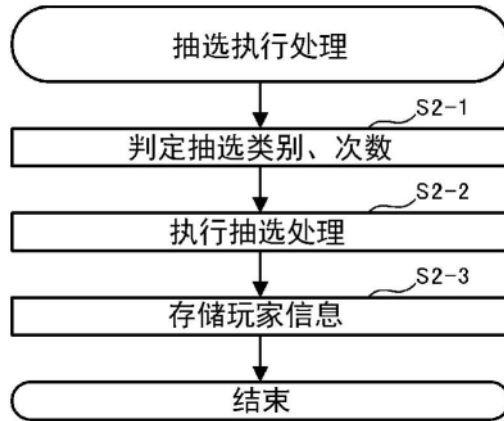 抽选执行处理
S2-1
判定抽选类别、次数
S2-2
执行抽选处理
S2-3
存储玩家信息
结束